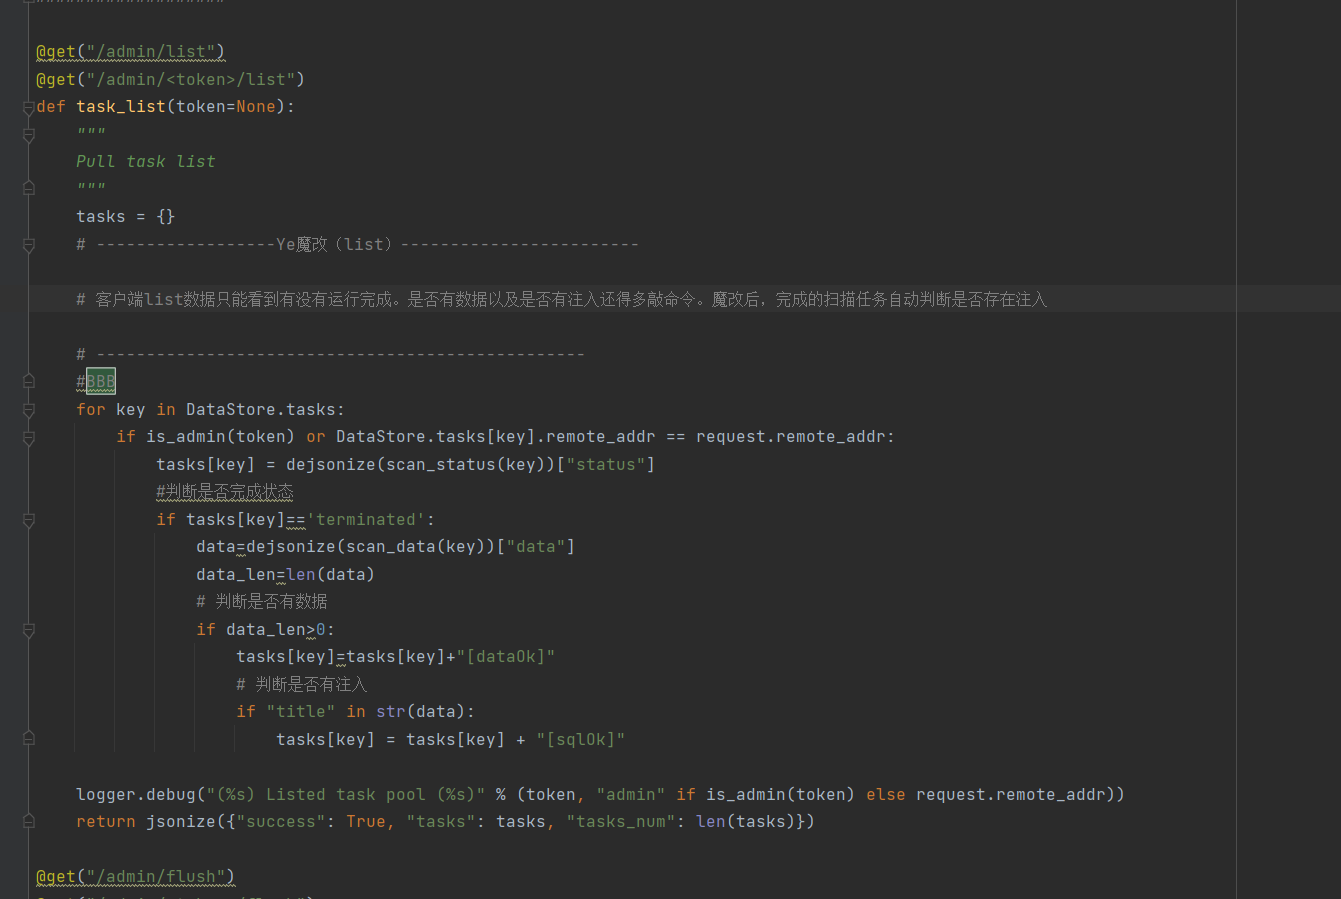 @get("/admin/list")
@get("/admin/<token>/list")
def task_list(token=None):
    """
    Pull task list
    """
    tasks = {}
    # ------------------Ye魔改（list）------------------------
    # 客户端list数据只能看到有没有运行完成。是否有数据以及是否有注入还得多敲命令。魔改后，完成的扫描任务自动判断是否存在注入
    # -------------------------------------------------
    #BBB
    for key in DataStore.tasks:
        if is_admin(token) or DataStore.tasks[key].remote_addr == request.remote_addr:
            tasks[key] = dejsonize(scan_status(key))["status"]
            #判断是否完成状态
            if tasks[key]=='terminated':
                data=dejsonize(scan_data(key))["data"]
                data_len=len(data)
                # 判断是否有数据
                if data_len>0:
                    tasks[key]=tasks[key]+"[dataOk]"
                    # 判断是否有注入
                    if "title" in str(data):
                        tasks[key] = tasks[key] + "[sqlOk]"
    logger.debug("(%s) Listed task pool (%s)" % (token, "admin" if is_admin(token) else request.remote_addr))
    return jsonize({"success": True, "tasks": tasks, "tasks_num": len(tasks)})
@get("/admin/flush")